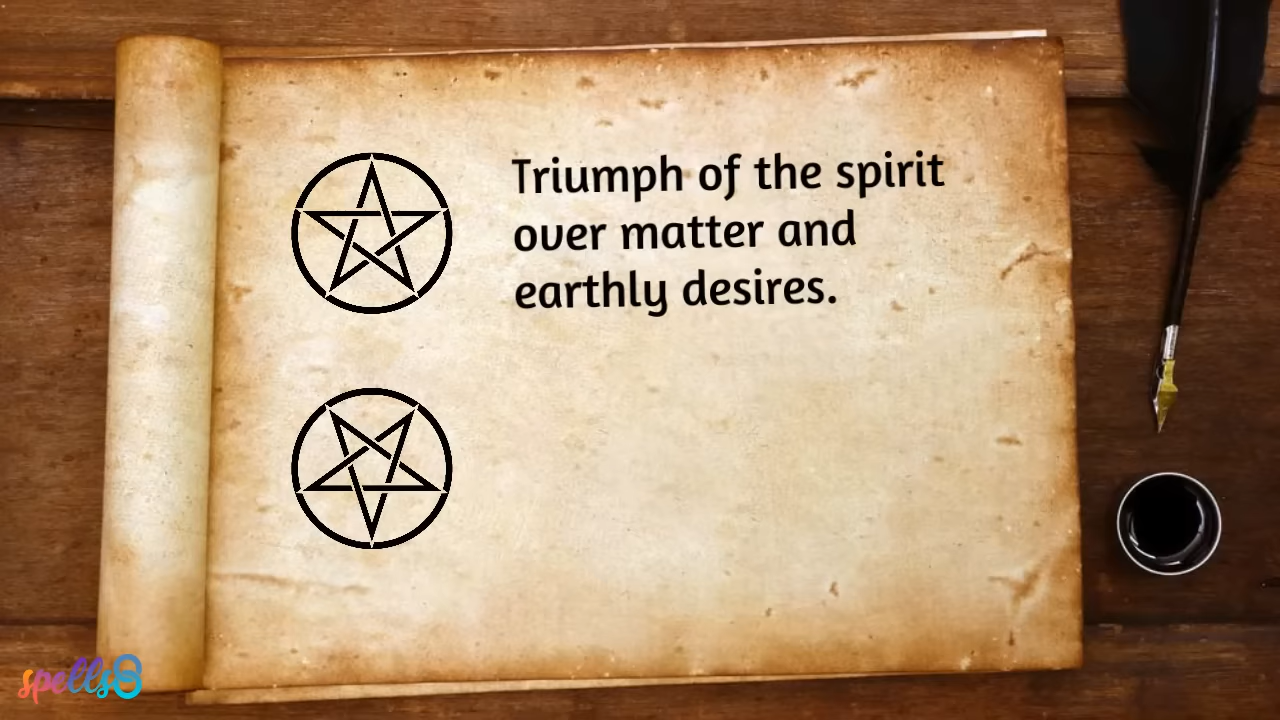 Triumph of the spirit
over matter and
earthly desires.
spells8